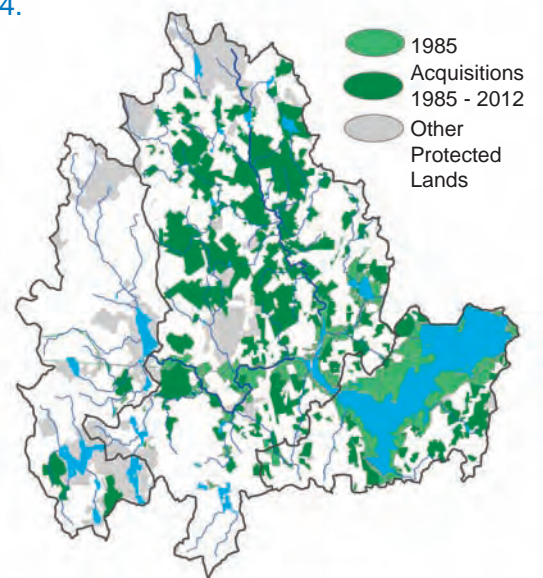 4.
1985
Acquisitions
1985 - 2012
Other
Protected
Lands